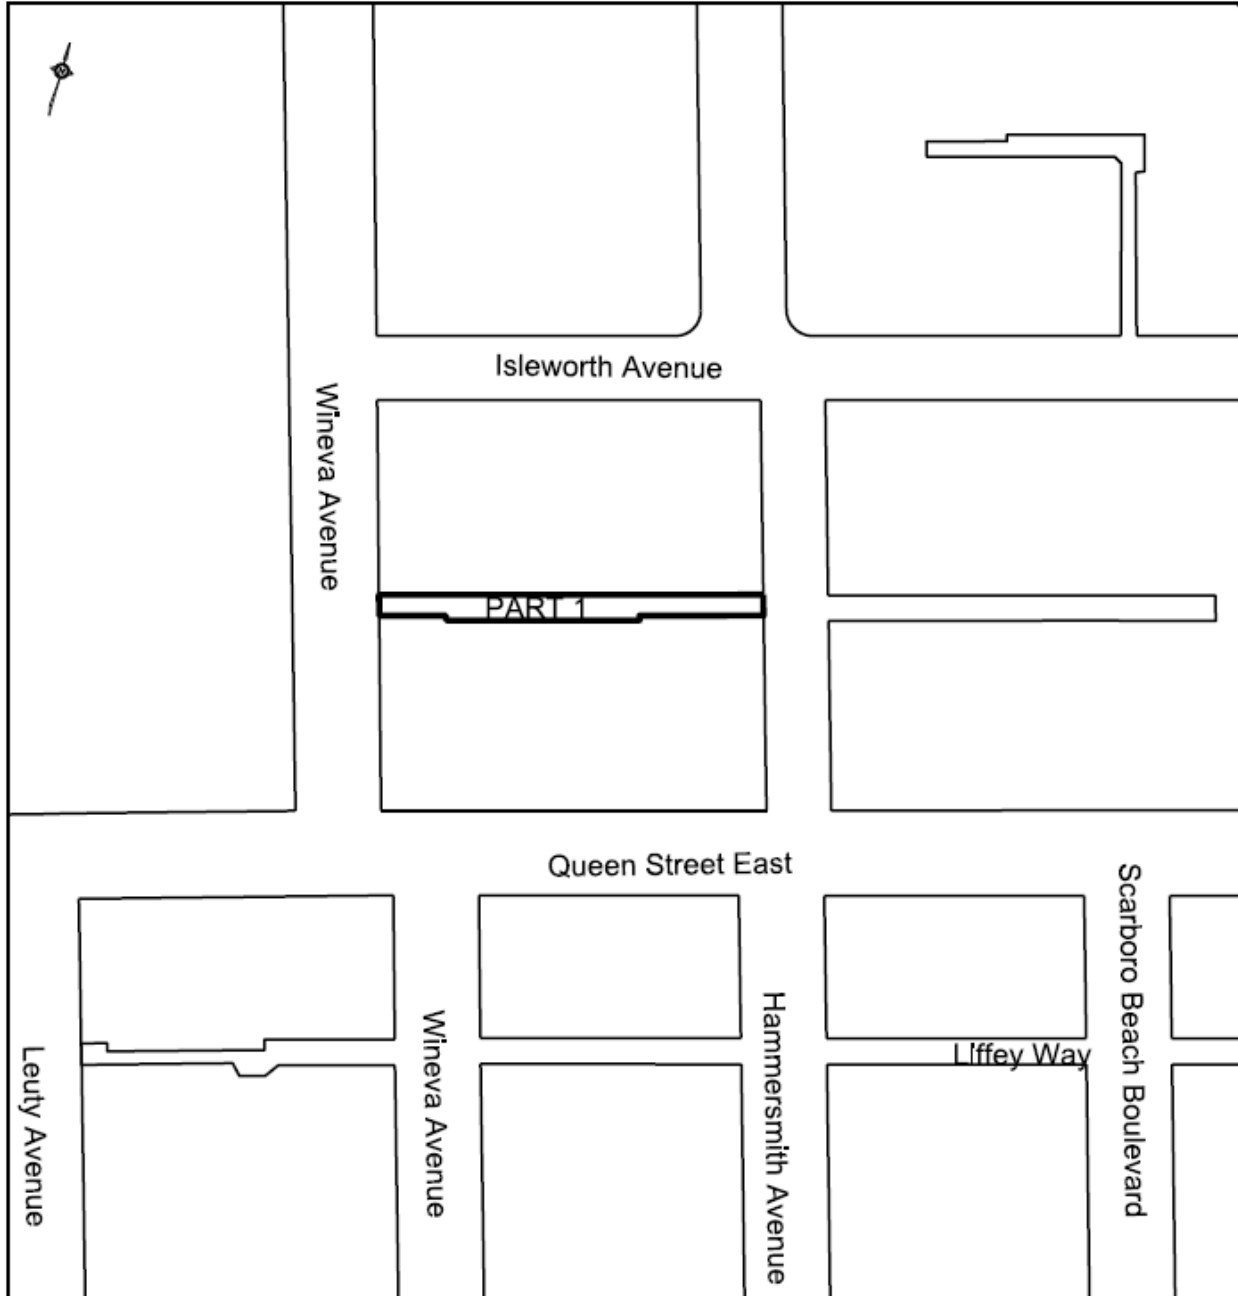 Isleworth Avenue
Wineva Avenue
PART 1
Queen Street East
Scarboro Beach Boulevard
Hammersmith Avenue
Wineva Avenue
Liffey Way
Leuty Avenue